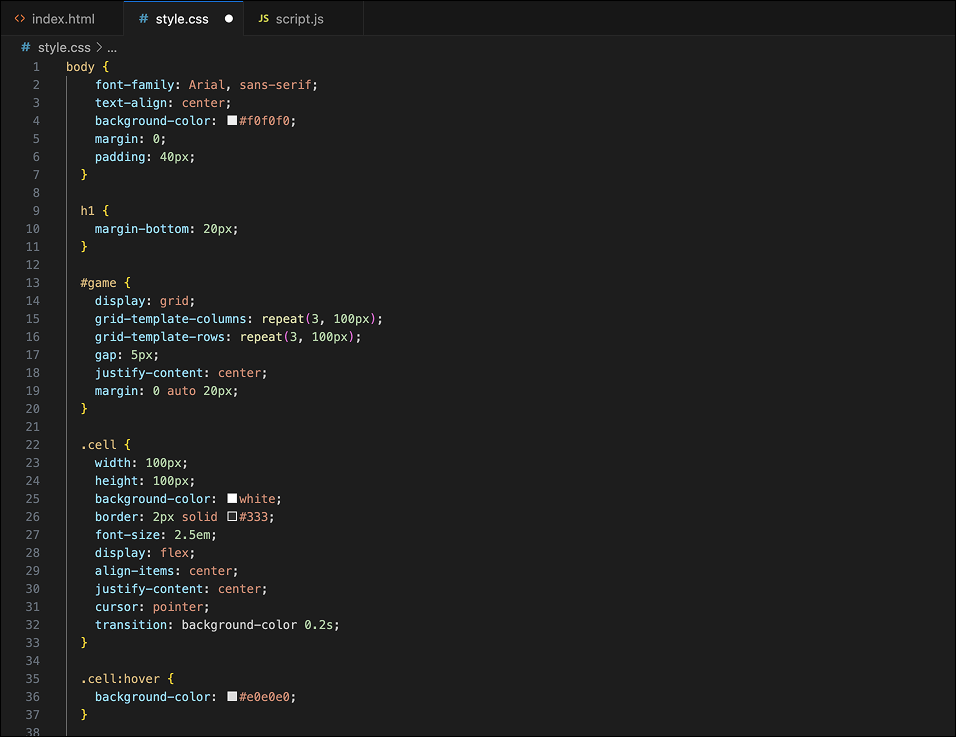 <> index.html # style.css ● JS script.js
# style.css > ...
1 body {
2 font-family: Arial, sans-serif;
3 text-align: center;
4 background-color: #f0f0f0;
5 margin: 0;
6 padding: 40px;
7 }
8
9 h1 {
10 margin-bottom: 20px;
11 }
12
13 #game {
14 display: grid;
15 grid-template-columns: repeat(3, 100px);
16 grid-template-rows: repeat(3, 100px);
17 gap: 5px;
18 justify-content: center;
19 margin: 0 auto 20px;
20 }
21
22 .cell {
23 width: 100px;
24 height: 100px;
25 background-color: white;
26 border: 2px solid #333;
27 font-size: 2.5em;
28 display: flex;
29 align-items: center;
30 justify-content: center;
31 cursor: pointer;
32 transition: background-color 0.2s;
33 }
34
35 .cell:hover {
36 background-color: #e0e0e0;
37 }
38